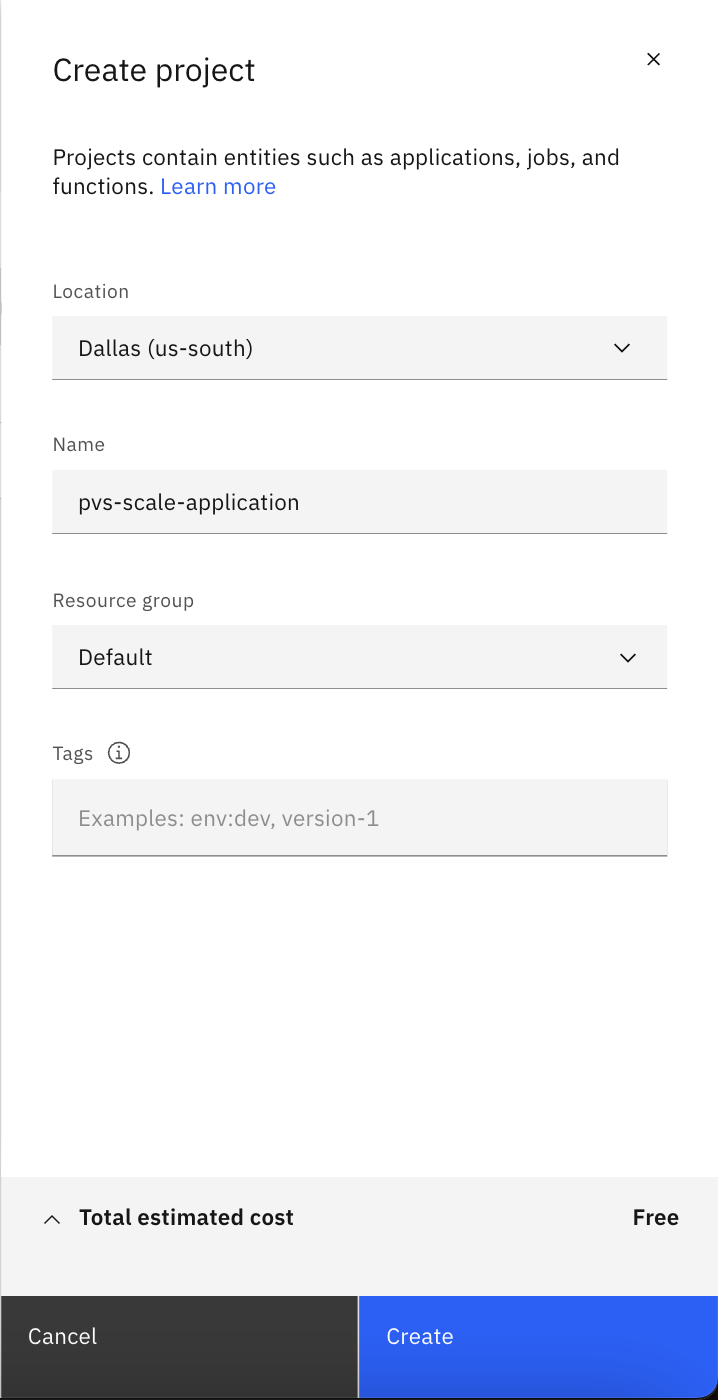 Create project
Projects contain entities such as applications, jobs, and
functions. Learn more
Location
Dallas (us-south)
Name
pvs-scale-application
Resource group
Default
Tags
Examples: env:dev, version-1
Total estimated cost Free
Cancel Create